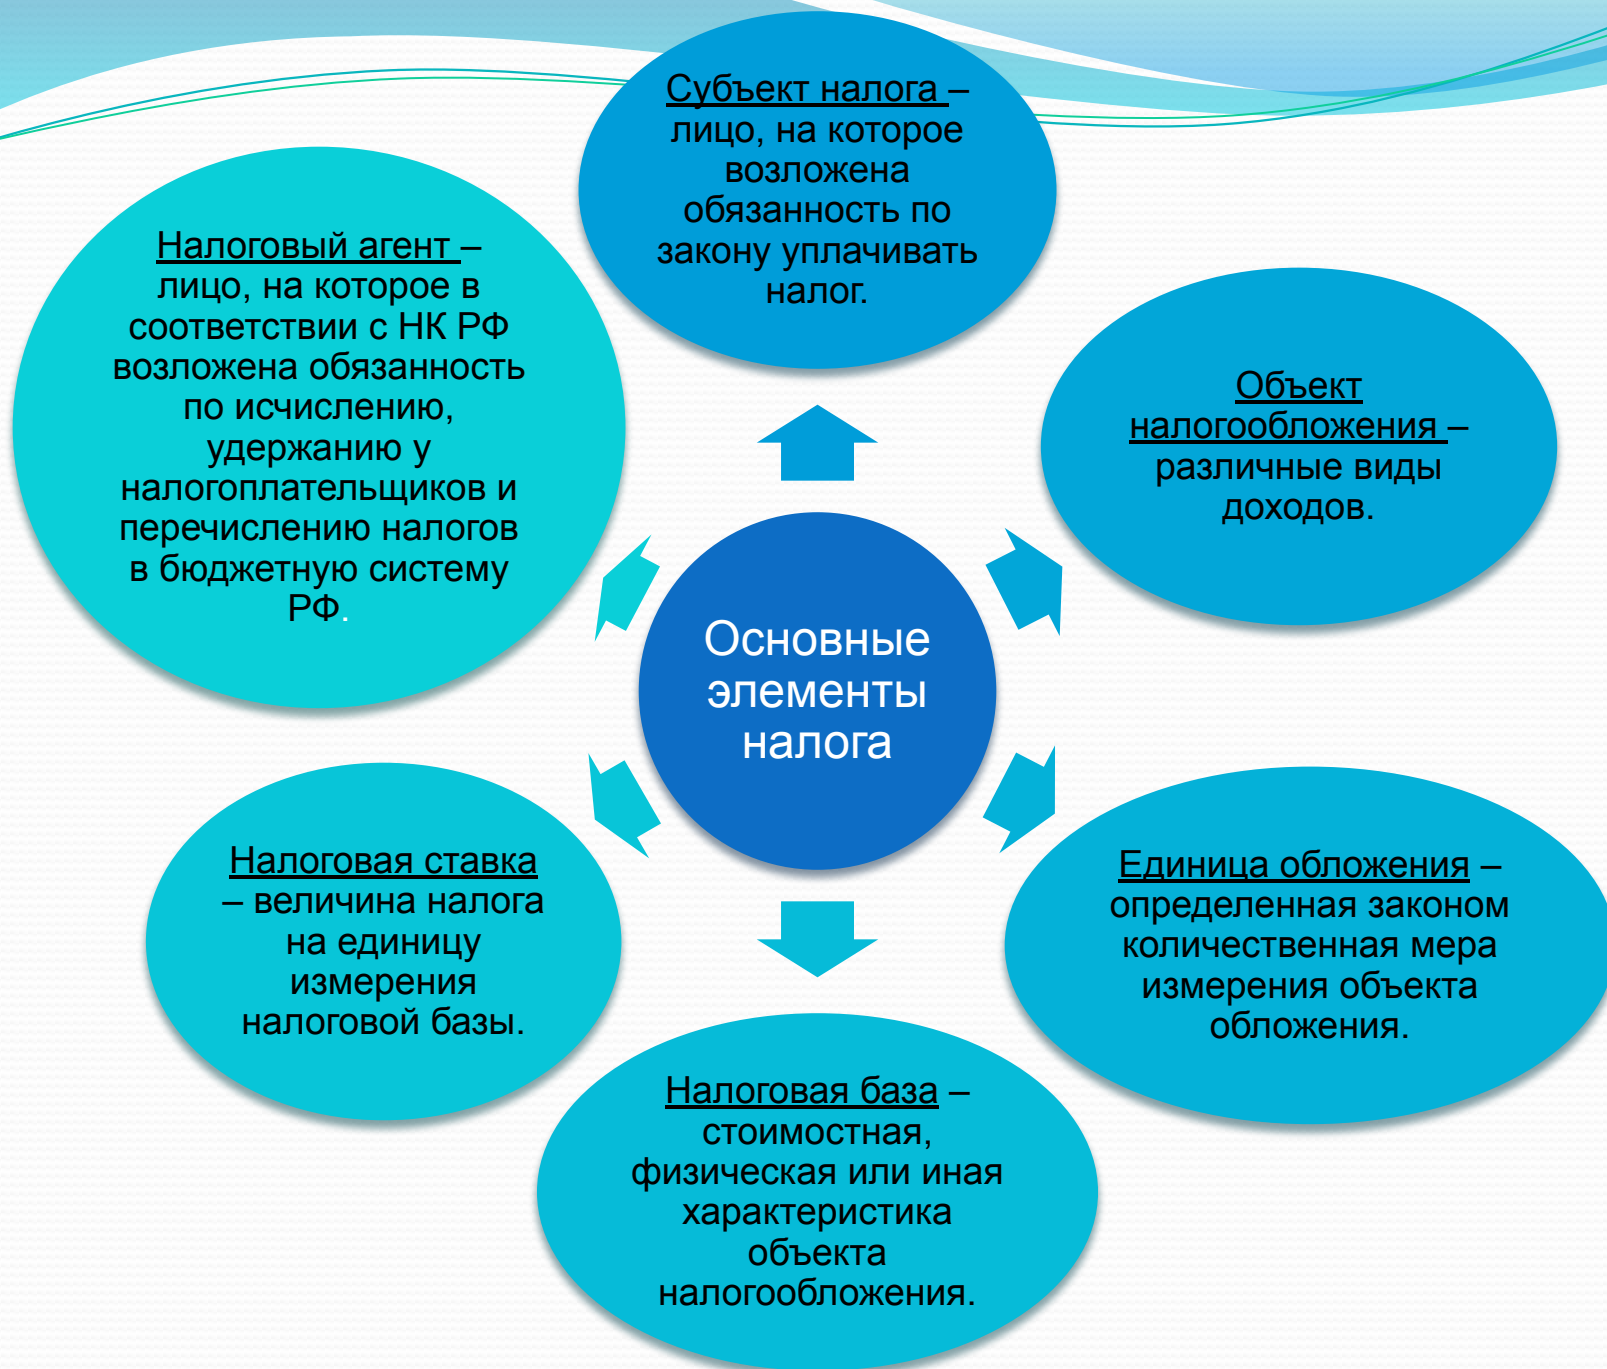 Субъект налога –
лицо, на которое
возложена
обязанность по
закону уплачивать
налог.
Объект
налогообложения –
различные виды
доходов.
Единица обложения –
определенная законом
количественная мера
измерения объекта
обложения.
Налоговая база –
стоимостная,
физическая или иная
характеристика
объекта
налогообложения.
Налоговая ставка
– величина налога
на единицу
измерения
налоговой базы.
Налоговый агент –
лицо, на которое в
соответствии с НК РФ
возложена обязанность
по исчислению,
удержанию у
налогоплательщиков и
перечислению налогов
в бюджетную систему
РФ.
Основные
элементы
налога